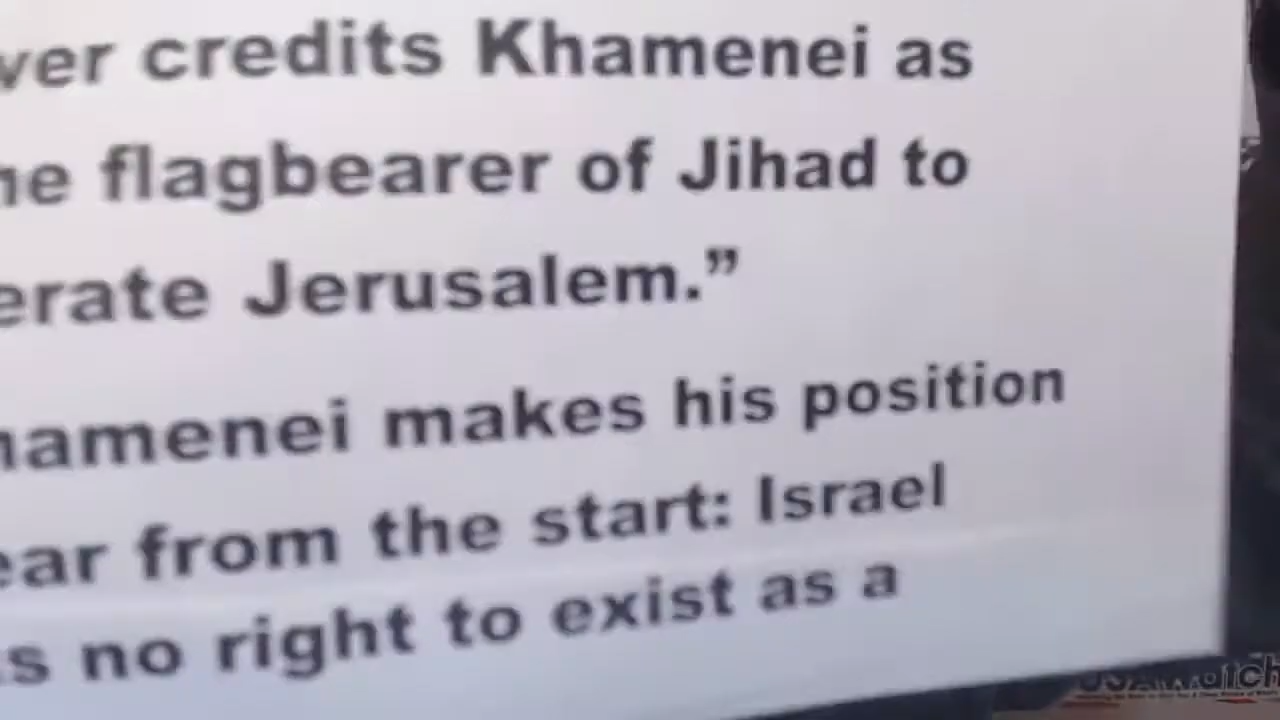 ver credits Khamenei as
he flagbearer of Jihad to
erate Jerusalem.”
hamenei makes his position
ear from the start: Israel
s no right to exist as a